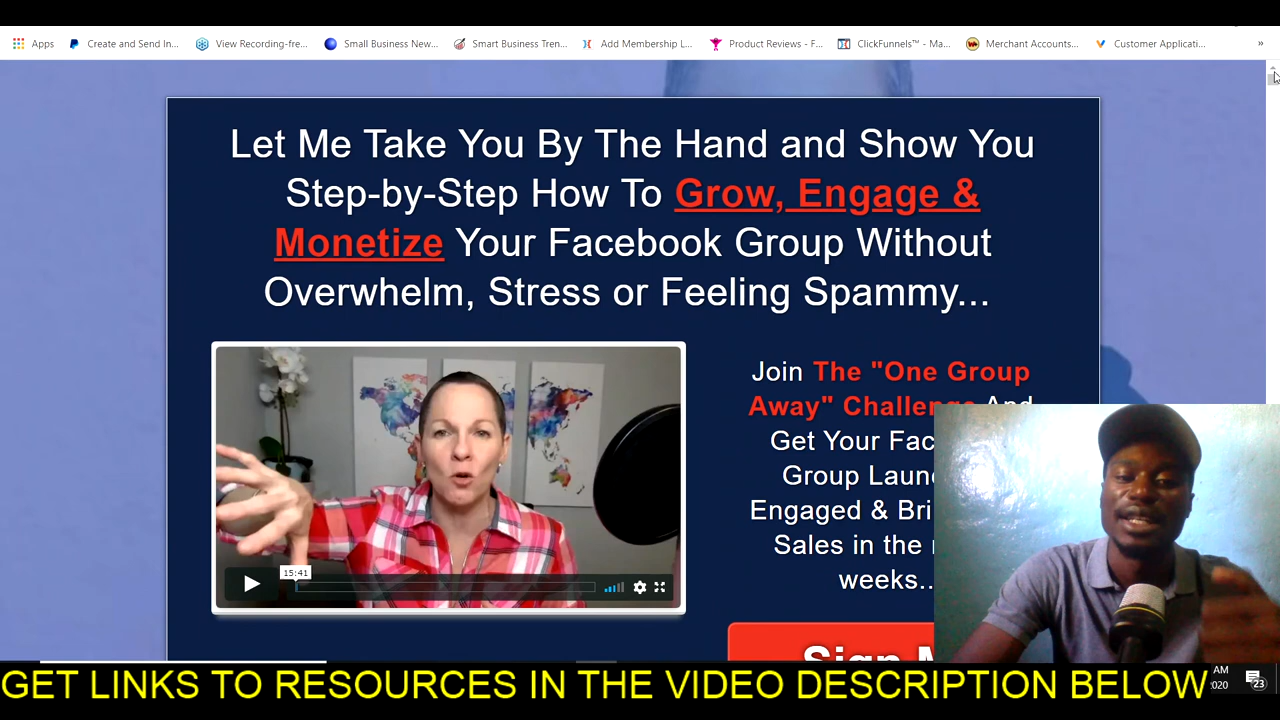 Apps Create and Send In... View Recording-fre... Small Business New... Smart Business Tren... Add Membership L... Product Reviews - F... ClickFunnels™ - Ma... Merchant Accounts... Customer Applicati... »
Let Me Take You By The Hand and Show You
Step-by-Step How To Grow, Engage &
Monetize Your Facebook Group Without
Overwhelm, Stress or Feeling Spammy...
Join The "One Group
Away" Challenge And
Get Your Fac
Group Laun
Engaged & Bri
Sales in the
weeks..
15:41
Sign
AM
020
23
GET LINKS TO RESOURCES IN THE VIDEO DESCRIPTION BELOW